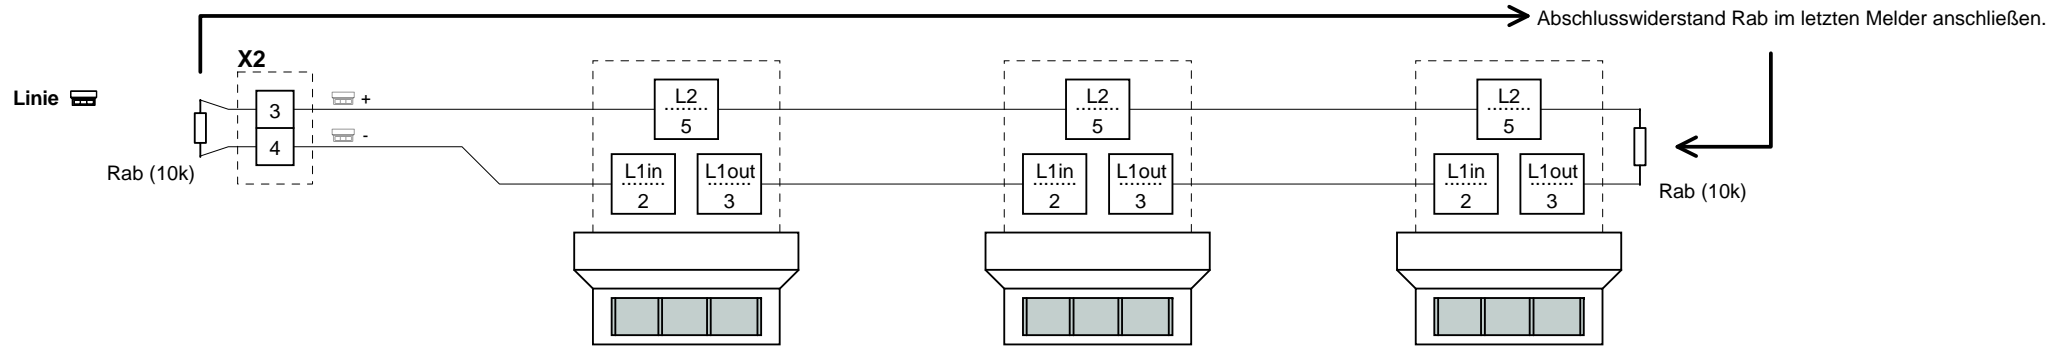 Abschlusswiderstand Rab im letzten Melder anschließen.
X2
Linie
3
4
+
-
Rab (10k)
L2
5
L1in
2
L1out
3
L2
5
L1in
2
L1out
3
L2
5
L1in
2
L1out
3
Rab (10k)